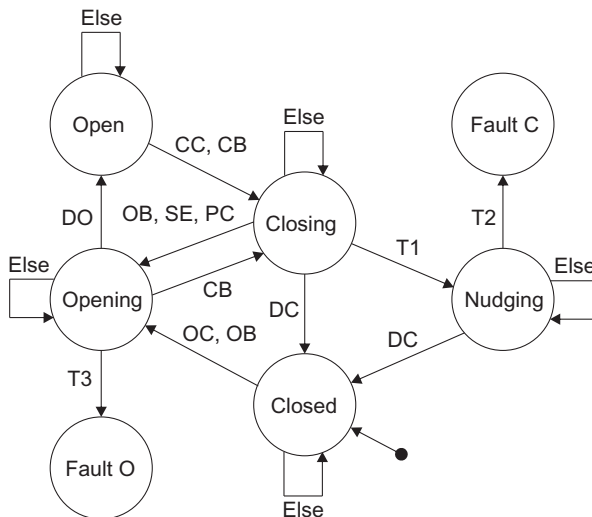 Else
Open
Fault C
Else
CC, CB
OB, SE, PC
Closing
DO
T2
T1
Else
Opening
CB
Nudging
Else
DC
OC, OB
DC
T3
Closed
Fault O
Else